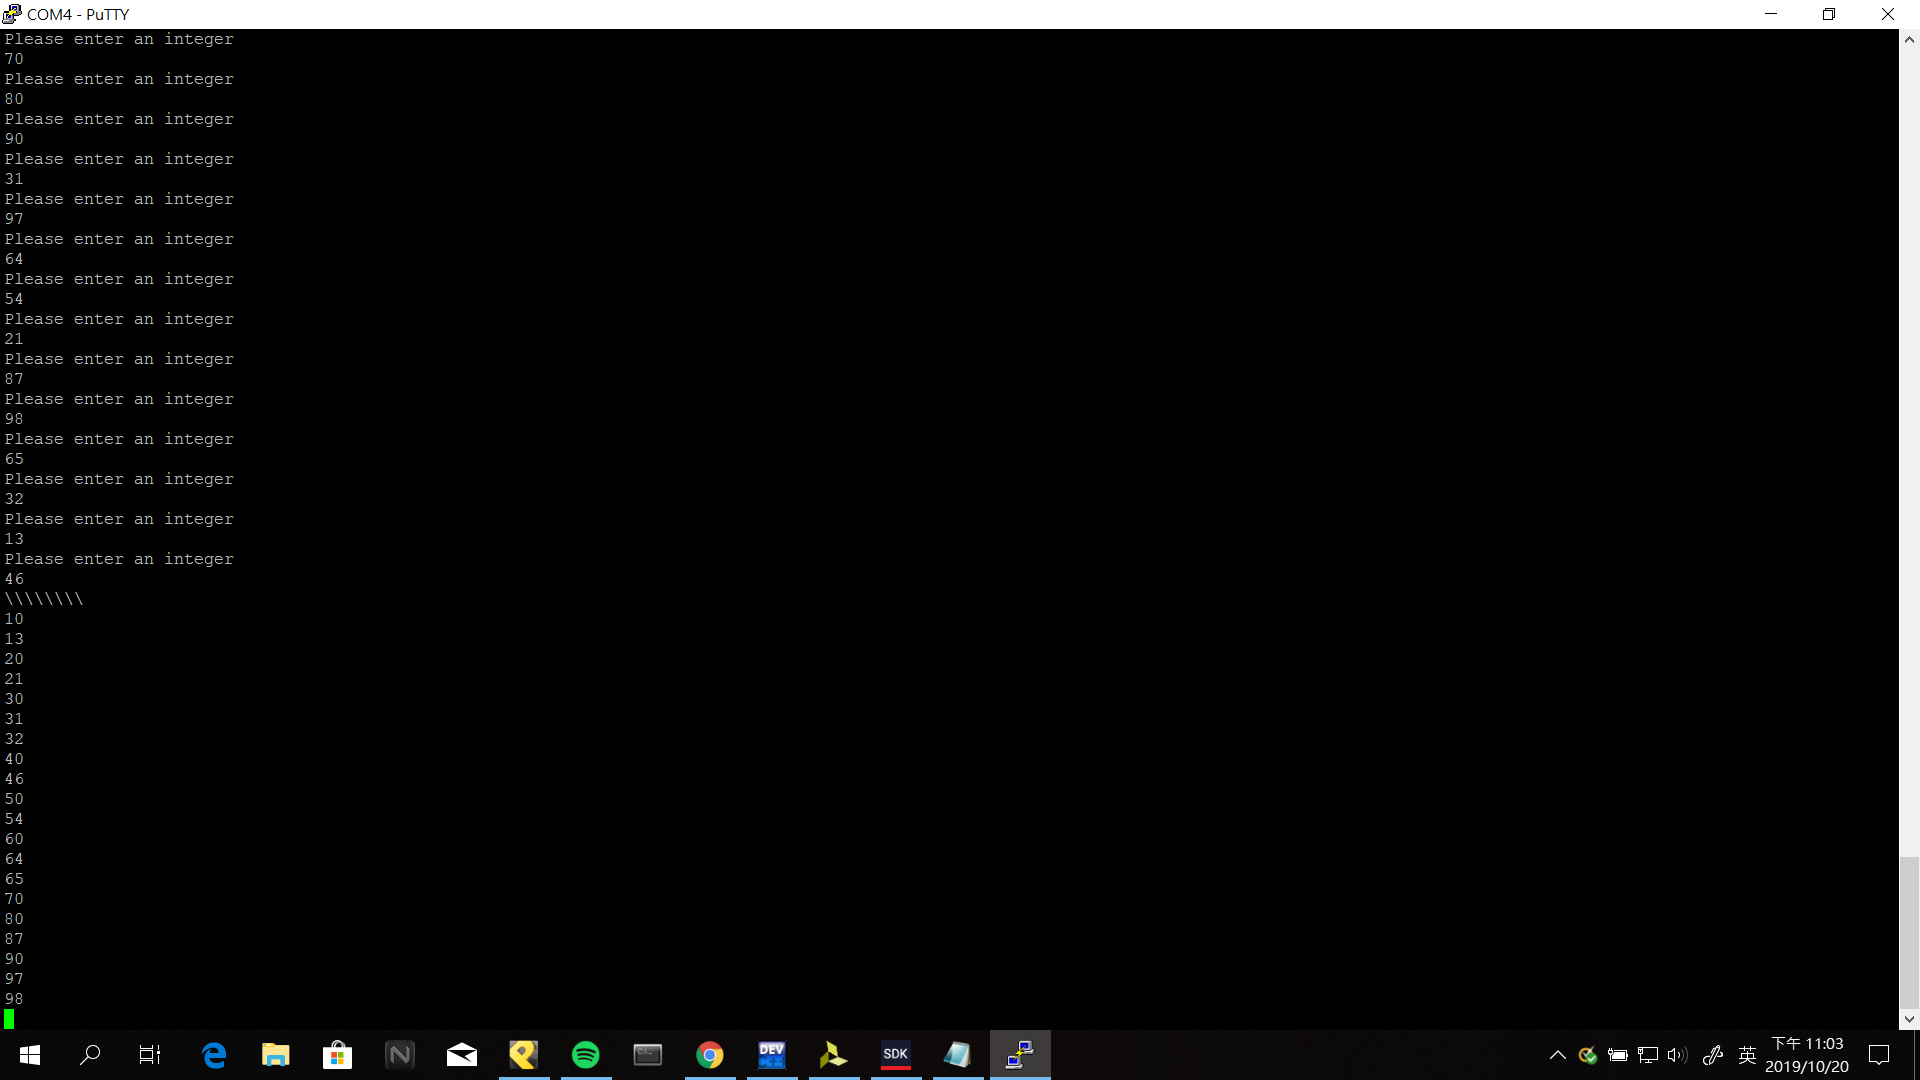 COM4 - PuTTY
Please enter an integer
70
Please enter an integer
80
Please enter an integer
90
Please enter an integer
31
Please enter an integer
97
Please enter an integer
64
Please enter an integer
54
Please enter an integer
21
Please enter an integer
87
Please enter an integer
98
Please enter an integer
65
Please enter an integer
32
Please enter an integer
13
Please enter an integer
46
\\\\\\\\
10
13
20
21
30
31
32
40
46
50
54
60
64
65
70
80
87
90
97
98
N
C:\.
DEV
SDK
英
下午 11:03
2019/10/20